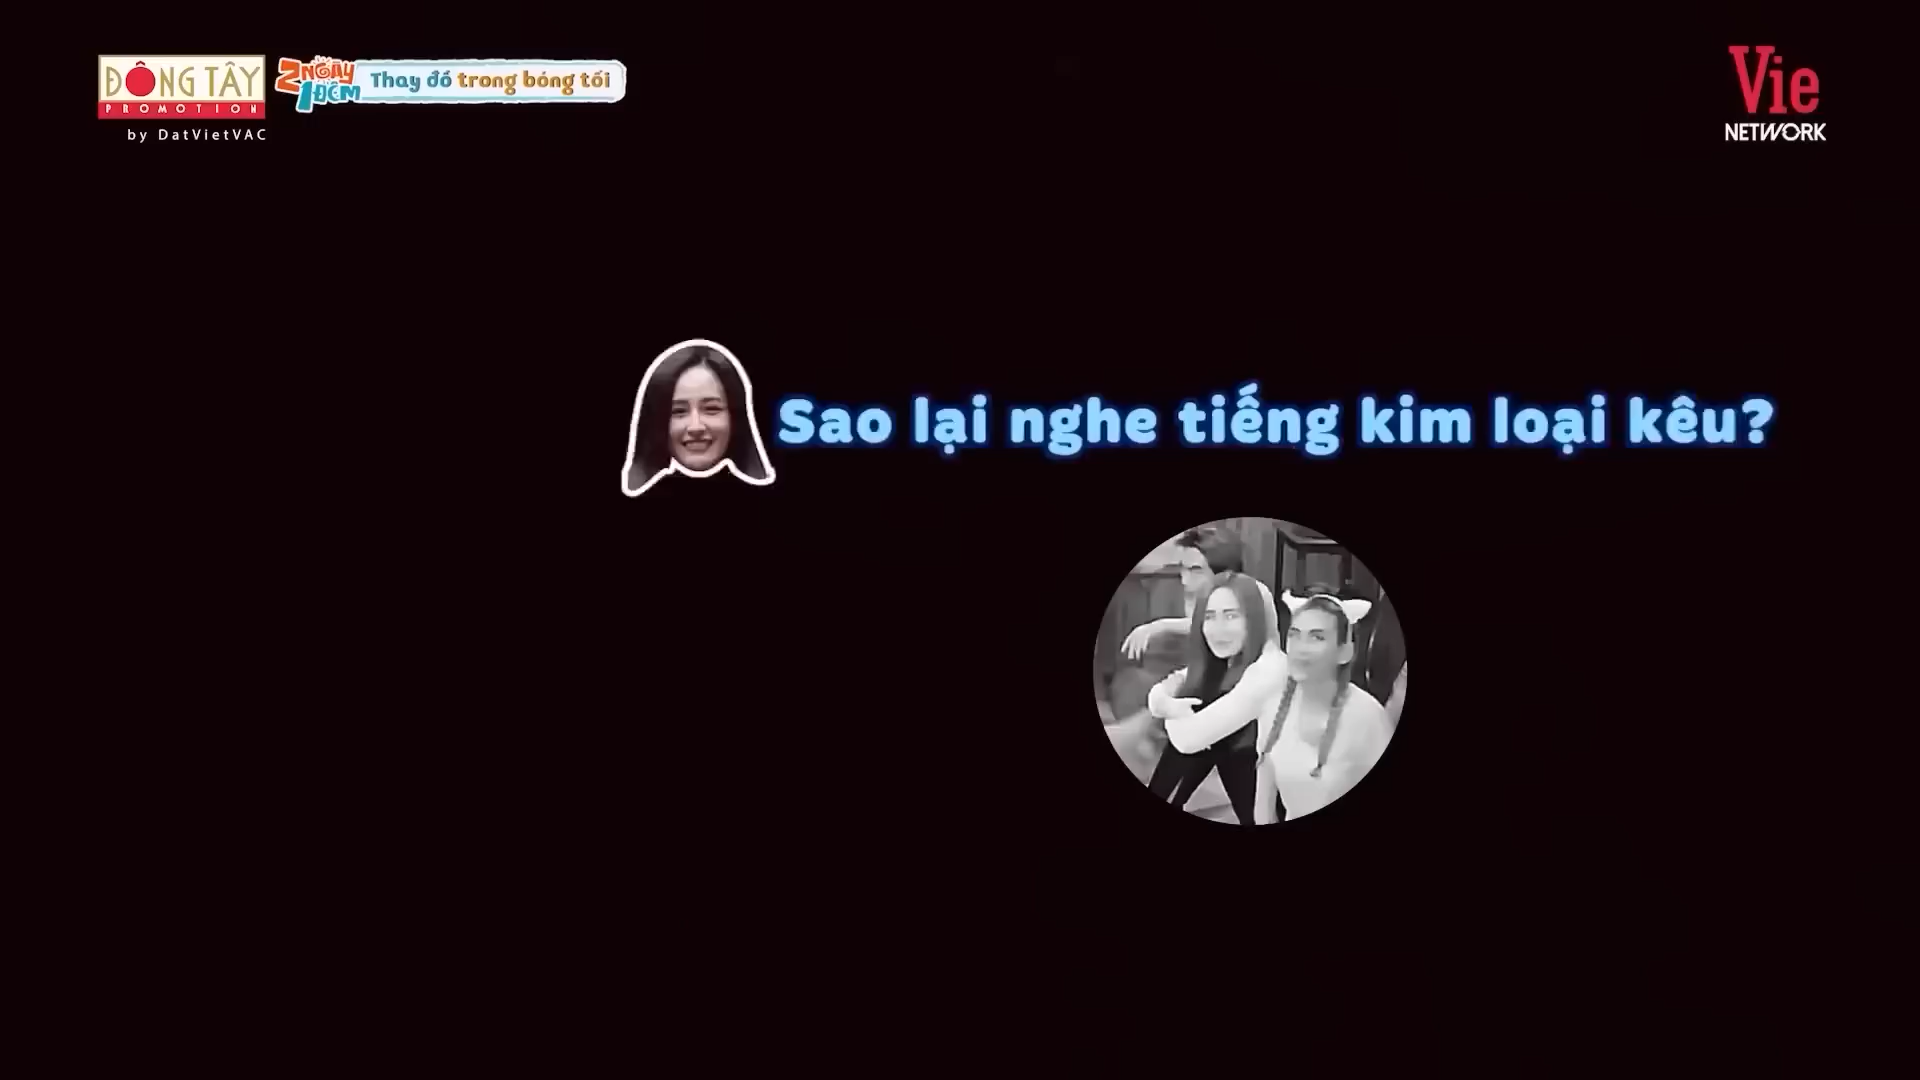 ĐÔNG TÂY
PROMOTION
by DatVietVAC
2 NGÀY 1 ĐÊM
Thay đồ trong bóng tối
Vie
NETWORK
Sao lại nghe tiếng kim loại kêu?